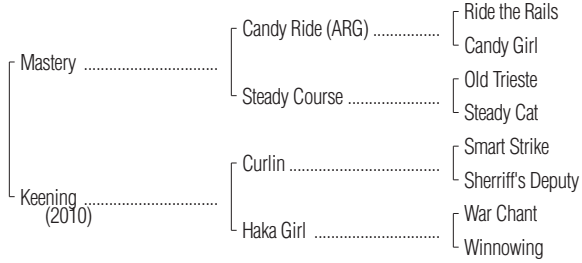 Ride the Rails
Candy Ride (ARG) ................
Candy Girl
Mastery ................................
Old Trieste
Steady Course ......................
Steady Cat
Smart Strike
Curlin ....................................
Sherriff's Deputy
Keening ................................
(2010)
War Chant
Haka Girl ..............................
Winnowing